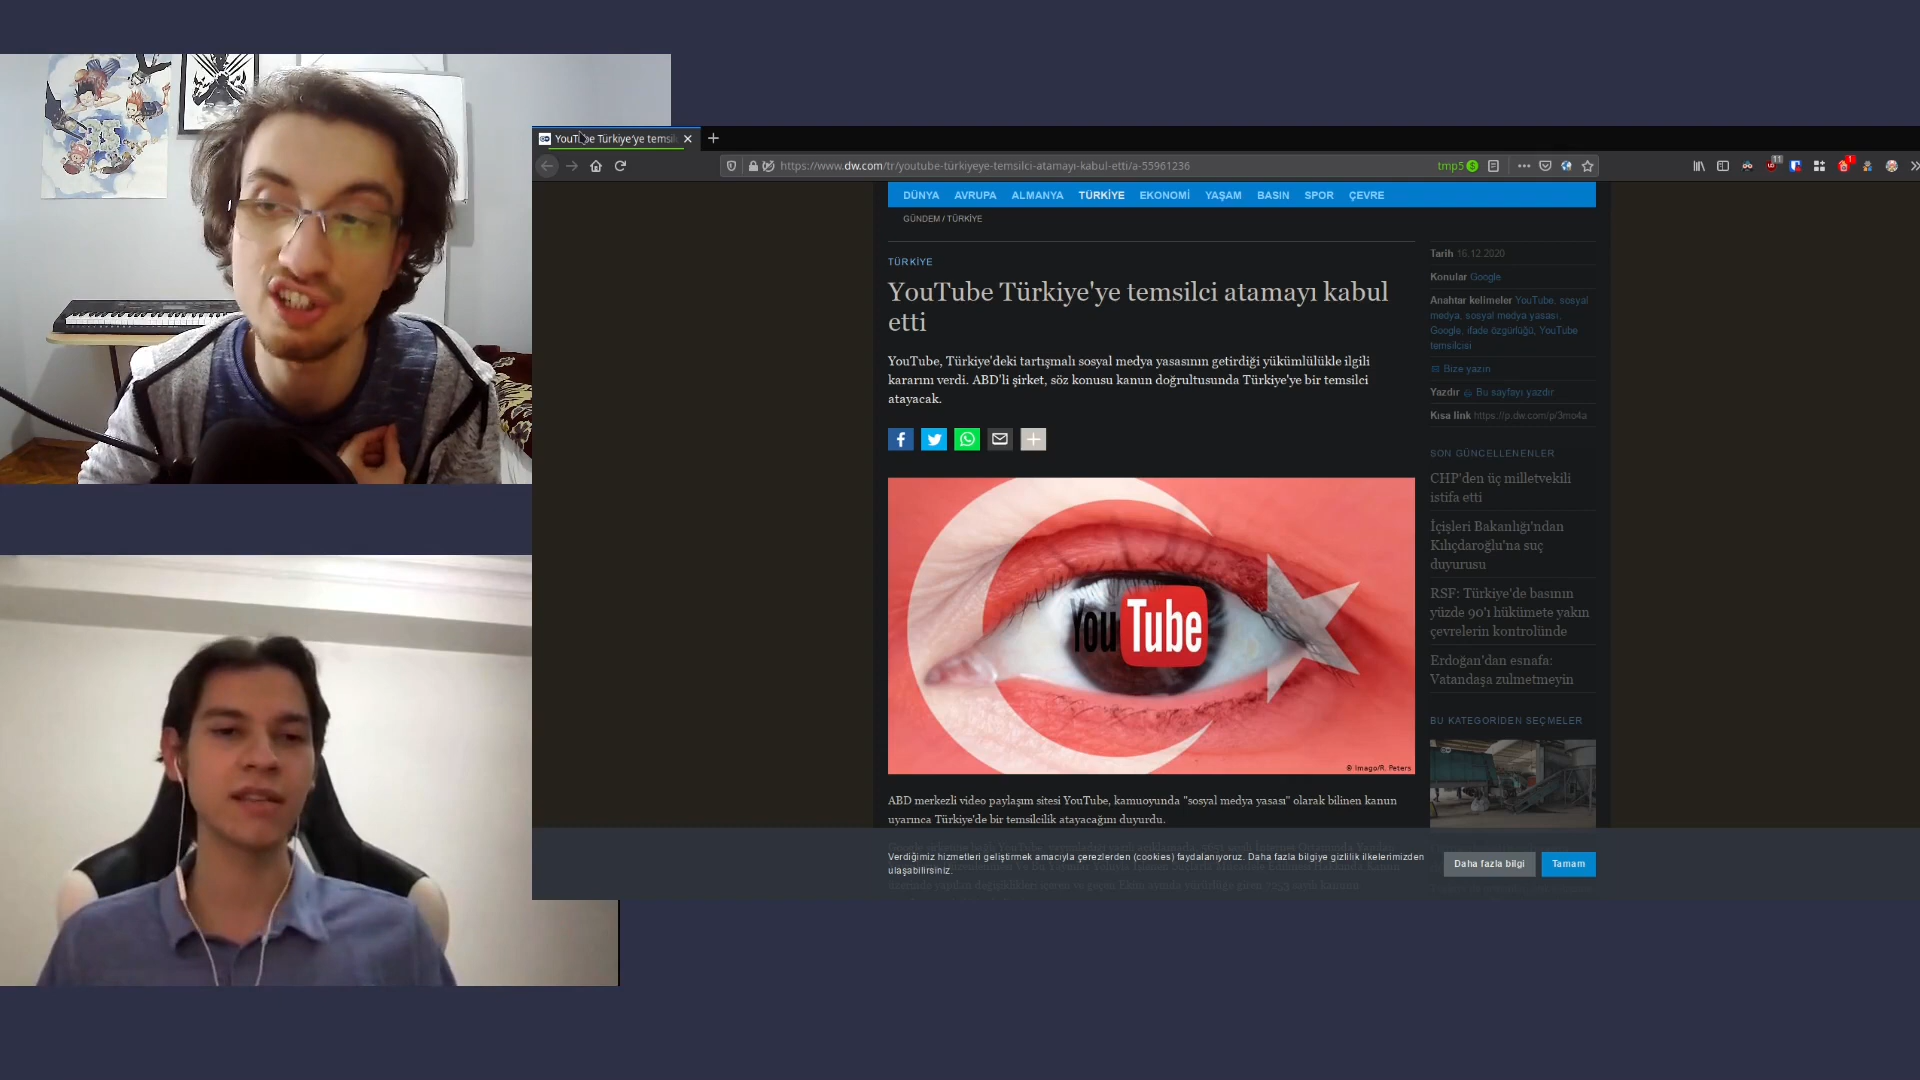 YouTube Türkiye'ye temsil
https://www.dw.com/tr/youtube-türkiyeye-temsilci-atamayı-kabul-etti/a-55961236
tmp5
11
1
DÜNYA AVRUPA ALMANYA TÜRKİYE EKONOMİ YAŞAM BASIN SPOR ÇEVRE
GÜNDEM / TÜRKİYE
TÜRKİYE
YouTube Türkiye'ye temsilci atamayı kabul
etti
YouTube, Türkiye'deki tartışmalı sosyal medya yasasının getirdiği yükümlülükle ilgili
kararını verdi. ABD'li şirket, söz konusu kanun doğrultusunda Türkiye'ye bir temsilci
atayacak.
You Tube
© Imago/R. Peters
ABD merkezli video paylaşım sitesi YouTube, kamuoyunda "sosyal medya yasası" olarak bilinen kanun
uyarınca Türkiye'de bir temsilcilik atayacağını duyurdu.
Tarih 16.12.2020
Konular Google
Anahtar kelimeler YouTube, sosyal
medya, sosyal medya yasası,
Google, ifade özgürlüğü, YouTube
temsilcisi
Bize yazın
Yazdır Bu sayfayı yazdır
Kısa link https://p.dw.com/p/3mo4a
SON GÜNCELLENENLER
CHP'den üç milletvekili
istifa etti
İçişleri Bakanlığı'ndan
Kılıçdaroğlu'na suç
duyurusu
RSF: Türkiye'de basının
yüzde 90'ı hükümete yakın
çevrelerin kontrolünde
Erdoğan'dan esnafa:
Vatandaşa zulmetmeyin
BU KATEGORİDEN SEÇMELER
Verdiğimiz hizmetleri geliştirmek amacıyla çerezlerden (cookies) faydalanıyoruz. Daha fazla bilgiye gizlilik ilkelerimizden
ulaşabilirsiniz.
Daha fazla bilgi
Tamam